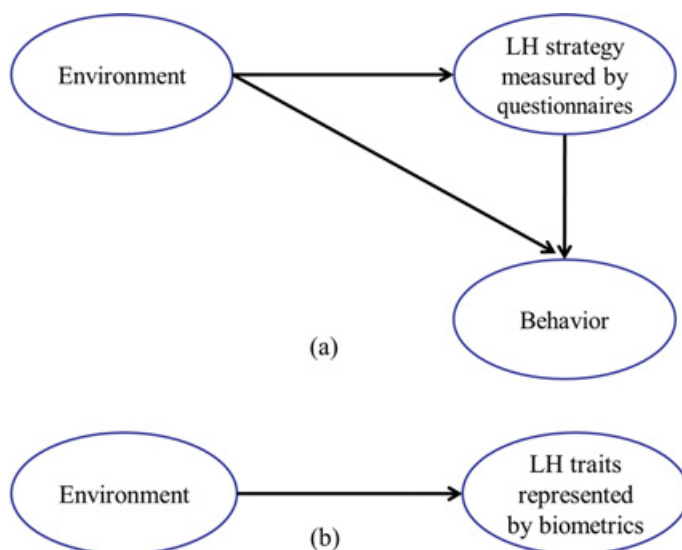 Environment
LH strategy
measured by
questionnaires
Behavior
(a)
Environment
LH traits
represented
by biometrics
(b)